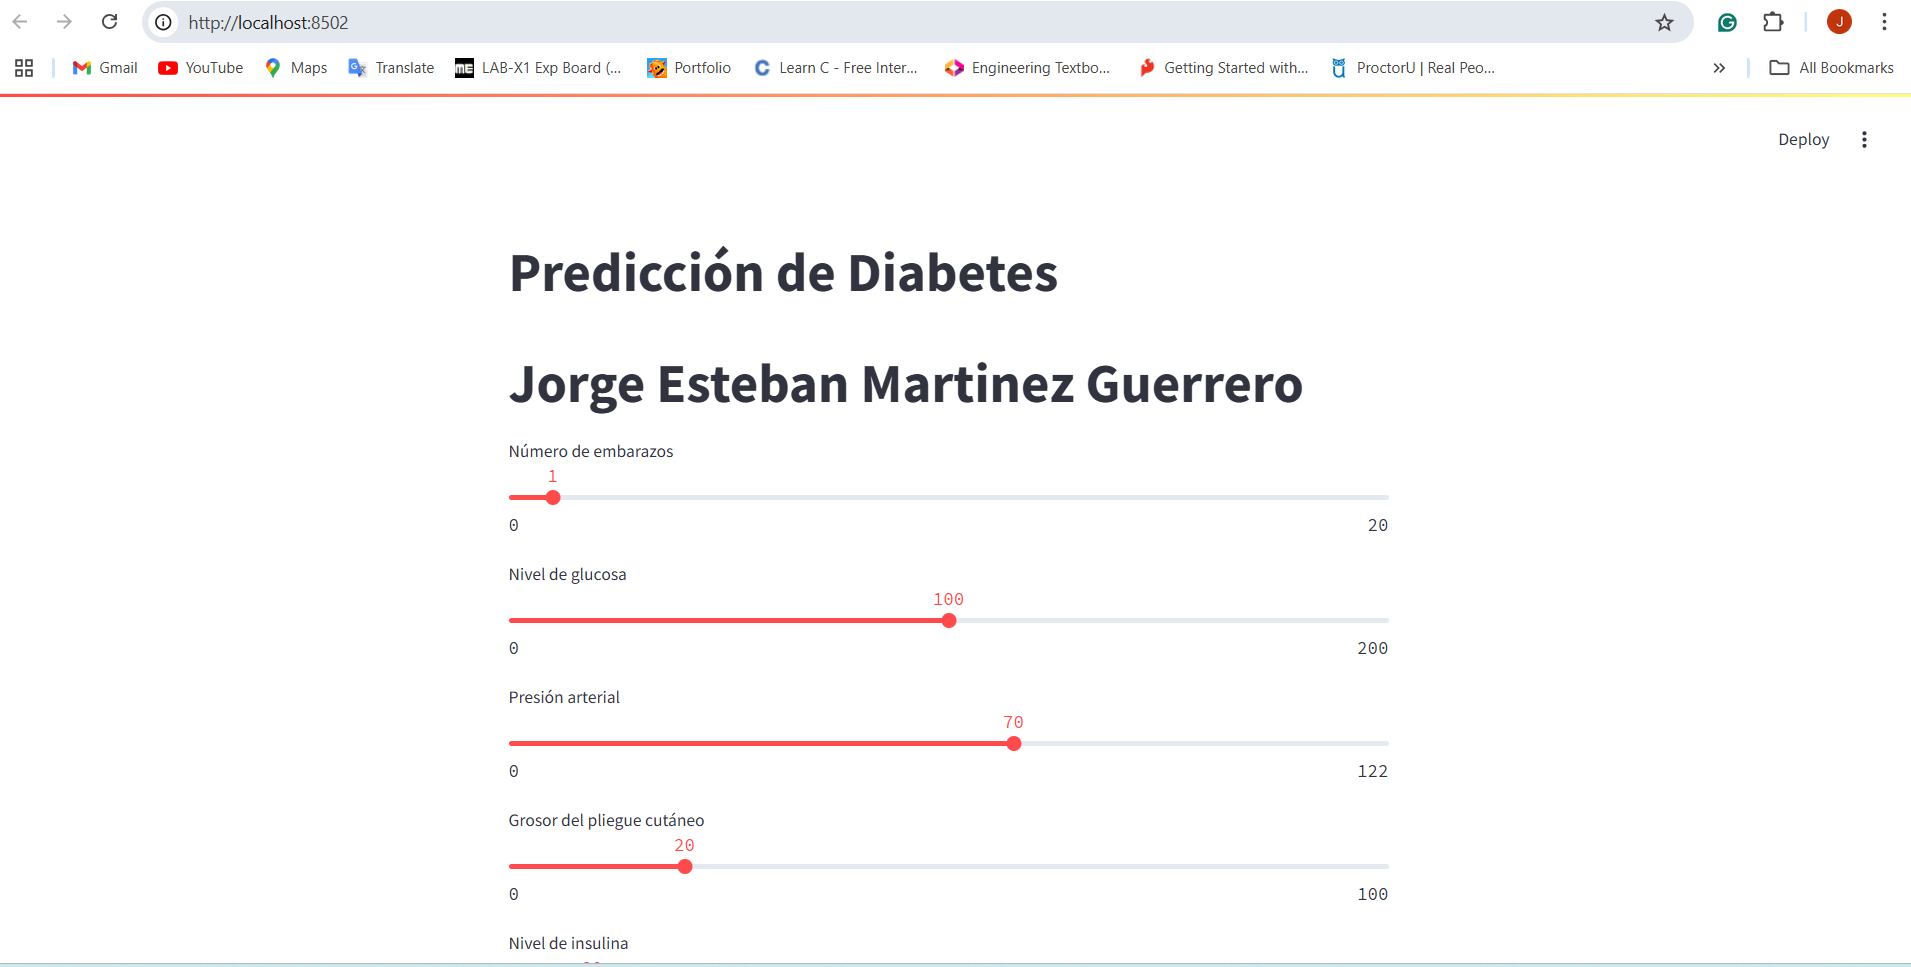 http://localhost:8502
Gmail YouTube Maps Translate LAB-X1 Exp Board (... Portfolio Learn C - Free Inter... Engineering Textbo... Getting Started with... ProctorU | Real Peo... » All Bookmarks
Deploy
Predicción de Diabetes
Jorge Esteban Martinez Guerrero
Número de embarazos
1
0 20
Nivel de glucosa
100
0 200
Presión arterial
70
0 122
Grosor del pliegue cutáneo
20
0 100
Nivel de insulina